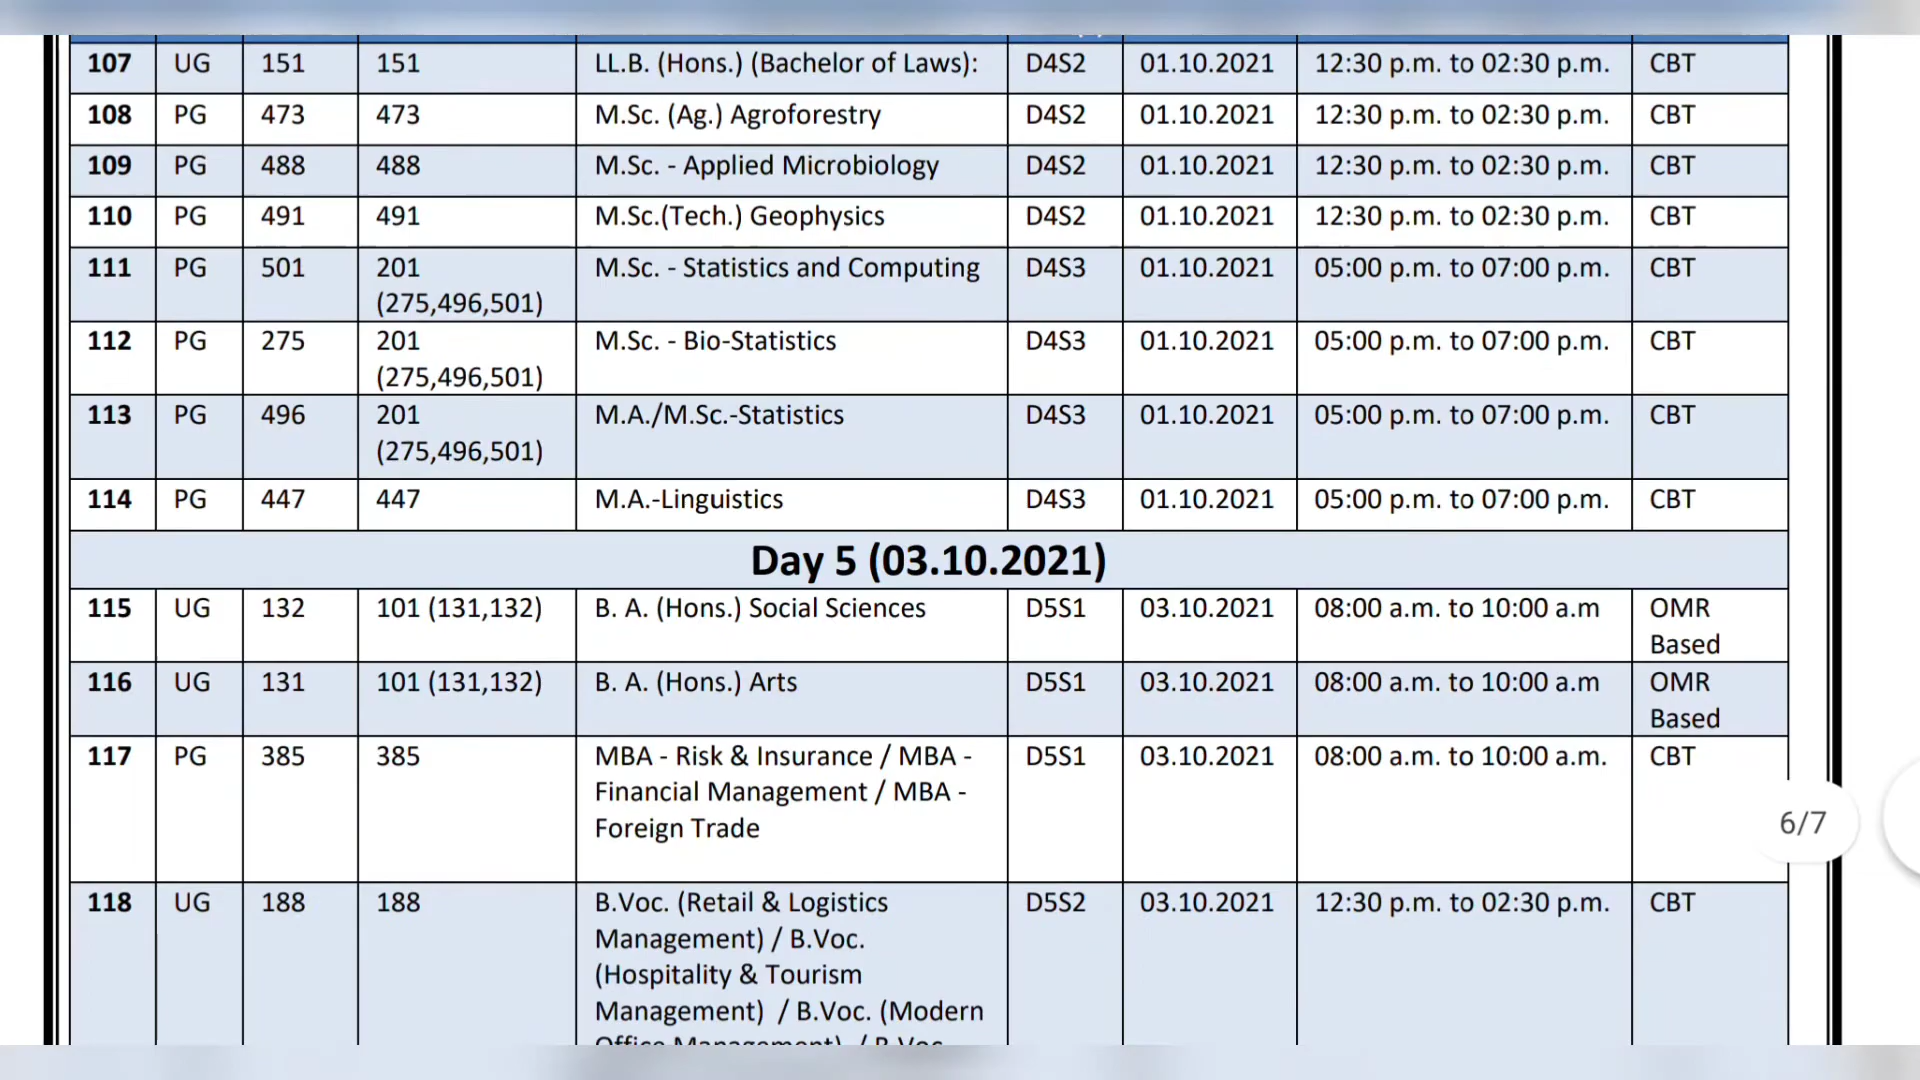 107 UG 151 151 LL.B. (Hons.) (Bachelor of Laws): D4S2 01.10.2021 12:30 p.m. to 02:30 p.m. CBT
108 PG 473 473 M.Sc. (Ag.) Agroforestry D4S2 01.10.2021 12:30 p.m. to 02:30 p.m. CBT
109 PG 488 488 M.Sc. - Applied Microbiology D4S2 01.10.2021 12:30 p.m. to 02:30 p.m. CBT
110 PG 491 491 M.Sc.(Tech.) Geophysics D4S2 01.10.2021 12:30 p.m. to 02:30 p.m. CBT
111 PG 501 201 M.Sc. - Statistics and Computing D4S3 01.10.2021 05:00 p.m. to 07:00 p.m. CBT
(275,496,501)
112 PG 275 201 M.Sc. - Bio-Statistics D4S3 01.10.2021 05:00 p.m. to 07:00 p.m. CBT
(275,496,501)
113 PG 496 201 M.A./M.Sc.-Statistics D4S3 01.10.2021 05:00 p.m. to 07:00 p.m. CBT
(275,496,501)
114 PG 447 447 M.A.-Linguistics D4S3 01.10.2021 05:00 p.m. to 07:00 p.m. CBT
Day 5 (03.10.2021)
115 UG 132 101 (131,132) B. A. (Hons.) Social Sciences D5S1 03.10.2021 08:00 a.m. to 10:00 a.m OMR
Based
116 UG 131 101 (131,132) B. A. (Hons.) Arts D5S1 03.10.2021 08:00 a.m. to 10:00 a.m OMR
Based
117 PG 385 385 MBA - Risk & Insurance / MBA - D5S1 03.10.2021 08:00 a.m. to 10:00 a.m. CBT
Financial Management / MBA -
Foreign Trade
6/7
118 UG 188 188 B.Voc. (Retail & Logistics D5S2 03.10.2021 12:30 p.m. to 02:30 p.m. CBT
Management) / B.Voc.
(Hospitality & Tourism
Management) / B.Voc. (Modern
Office Management) / B.Voc.